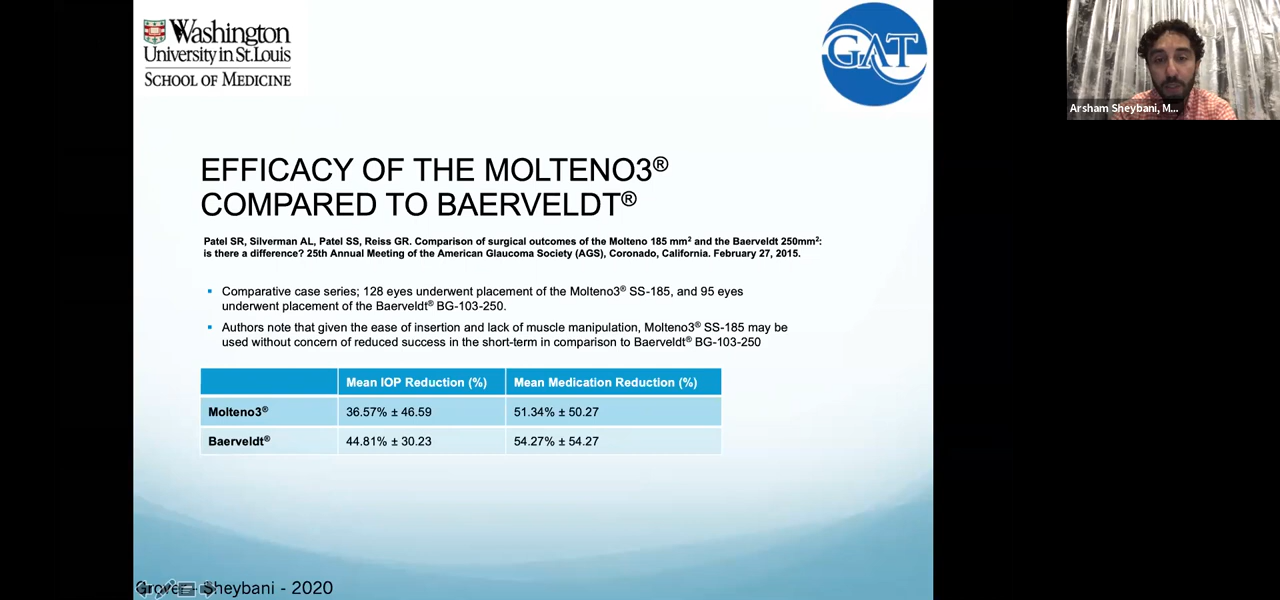 Washington
University in St. Louis
SCHOOL OF MEDICINE
GAT
Arsham Sheybani, M...
EFFICACY OF THE MOLTENO3®
COMPARED TO BAERVELDT®
Patel SR, Silverman AL, Patel SS, Reiss GR. Comparison of surgical outcomes of the Molteno 185 mm² and the Baerveldt 250mm²:
is there a difference? 25th Annual Meeting of the American Glaucoma Society (AGS), Coronado, California. February 27, 2015.
▪ Comparative case series; 128 eyes underwent placement of the Molteno3® SS-185, and 95 eyes
underwent placement of the Baerveldt® BG-103-250.
▪ Authors note that given the ease of insertion and lack of muscle manipulation, Molteno3® SS-185 may be
used without concern of reduced success in the short-term in comparison to Baerveldt® BG-103-250
Mean IOP Reduction (%) Mean Medication Reduction (%)
Molteno3® 36.57% ± 46.59 51.34% ± 50.27
Baerveldt® 44.81% ± 30.23 54.27% ± 54.27
Sheybani - 2020